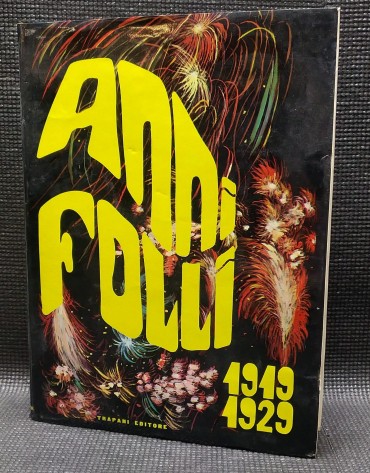 ANNI
FOLLI
1919
1929
TRAPANI EDITORE